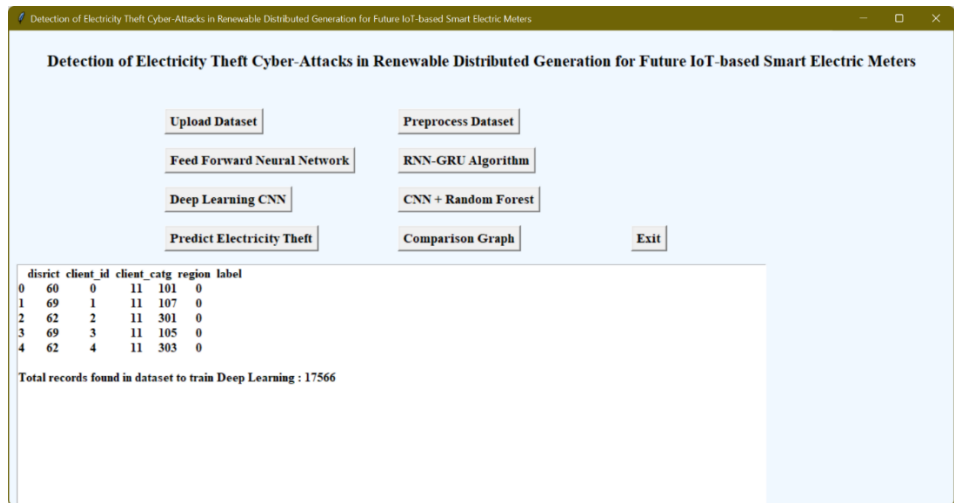 Detection of Electricity Theft Cyber-Attacks in Renewable Distributed Generation for Future IoT-based Smart Electric Meters
Detection of Electricity Theft Cyber-Attacks in Renewable Distributed Generation for Future IoT-based Smart Electric Meters
Upload Dataset Preprocess Dataset
Feed Forward Neural Network RNN-GRU Algorithm
Deep Learning CNN CNN + Random Forest
Predict Electricity Theft Comparison Graph Exit
disrict client_id client_catg region label
0 60 0 11 101 0
1 69 1 11 107 0
2 62 2 11 301 0
3 69 3 11 105 0
4 62 4 11 303 0
Total records found in dataset to train Deep Learning : 17566